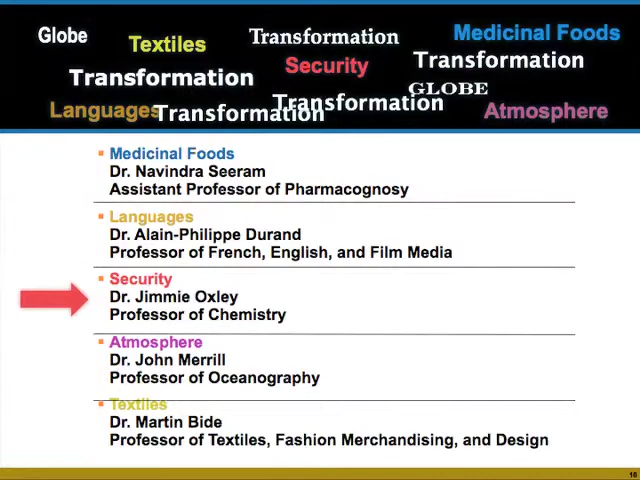 Globe
Textiles
Transformation
Medicinal Foods
Transformation
Security
Transformation
GLOBE
Languages
Transformation
Transformation
Atmosphere
Medicinal Foods
Dr. Navindra Seeram
Assistant Professor of Pharmacognosy
Languages
Dr. Alain-Philippe Durand
Professor of French, English, and Film Media
Security
Dr. Jimmie Oxley
Professor of Chemistry
Atmosphere
Dr. John Merrill
Professor of Oceanography
Textiles
Dr. Martin Bide
Professor of Textiles, Fashion Merchandising, and Design
16